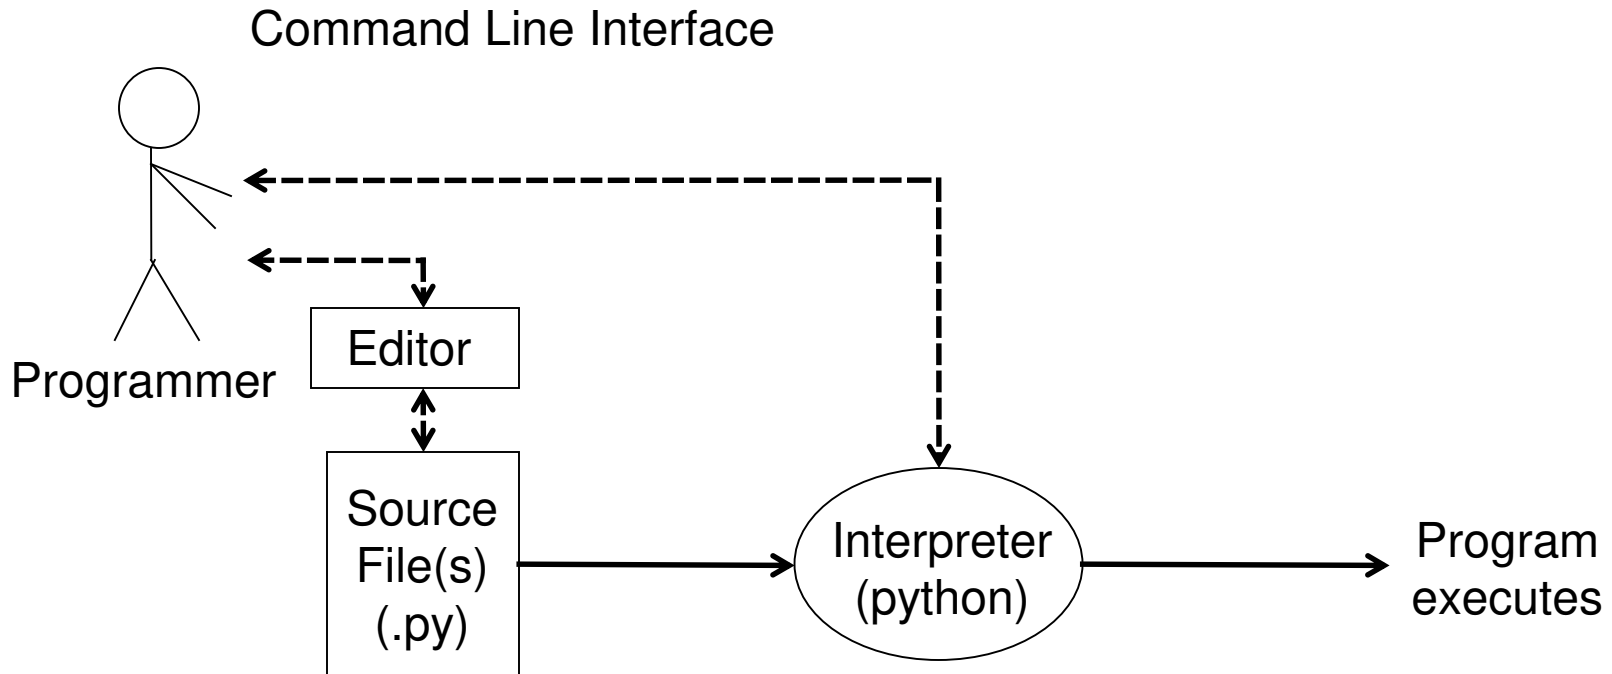 Command Line Interface
Programmer
Editor
Source
File(s)
(.py)
Interpreter
(python)
Program
executes